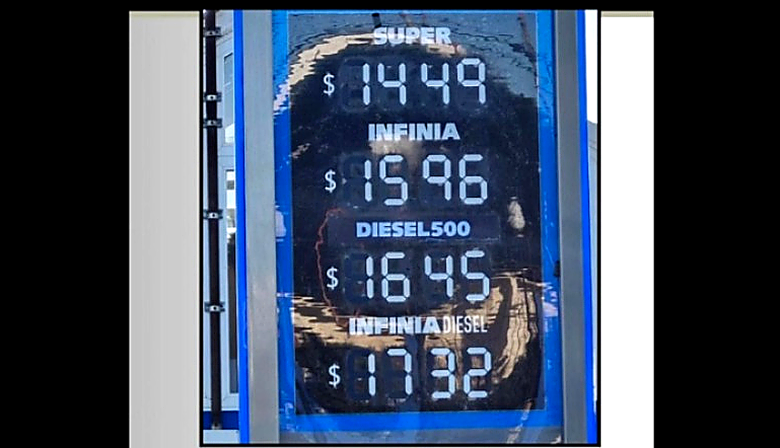 SUPER
$ 1449
INFINIA
$ 1596
DIESEL500
$ 1645
INFINIA DIESEL
$ 1732